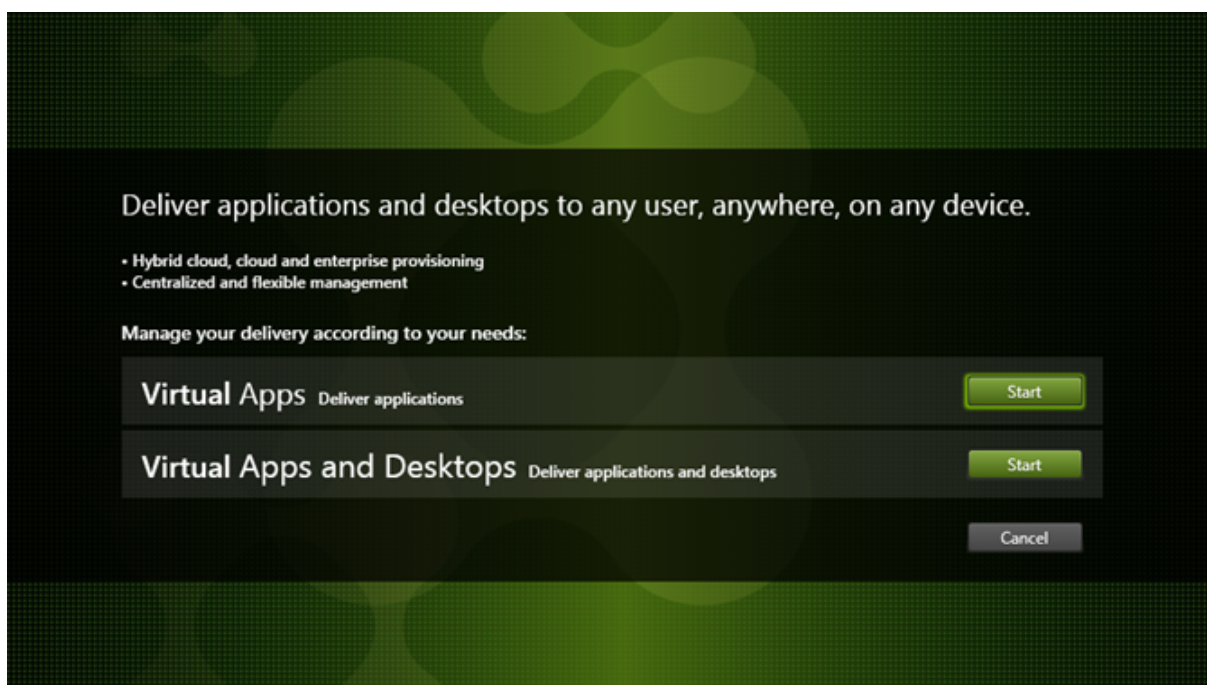 Deliver applications and desktops to any user, anywhere, on any device.
• Hybrid cloud, cloud and enterprise provisioning
• Centralized and flexible management
Manage your delivery according to your needs:
Virtual Apps Deliver applications
Start
Virtual Apps and Desktops Deliver applications and desktops
Start
Cancel